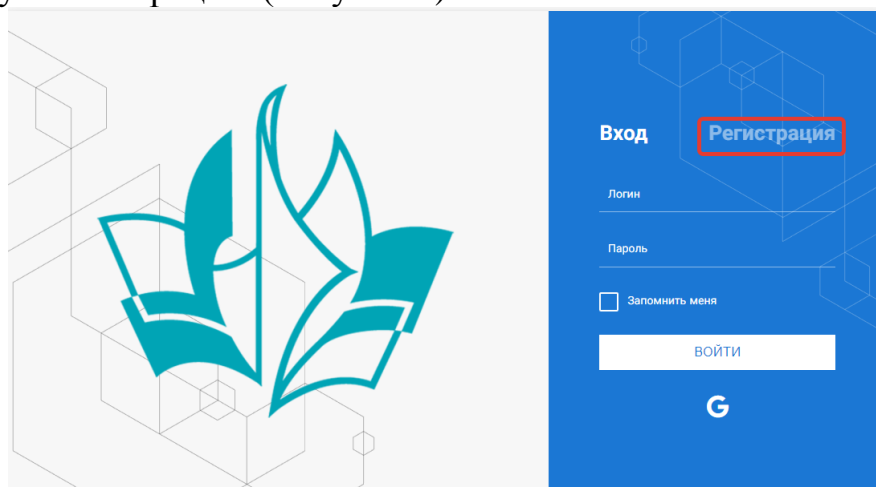 Вход Регистрация
Логин
Пароль
Запомнить меня
ВОЙТИ
G